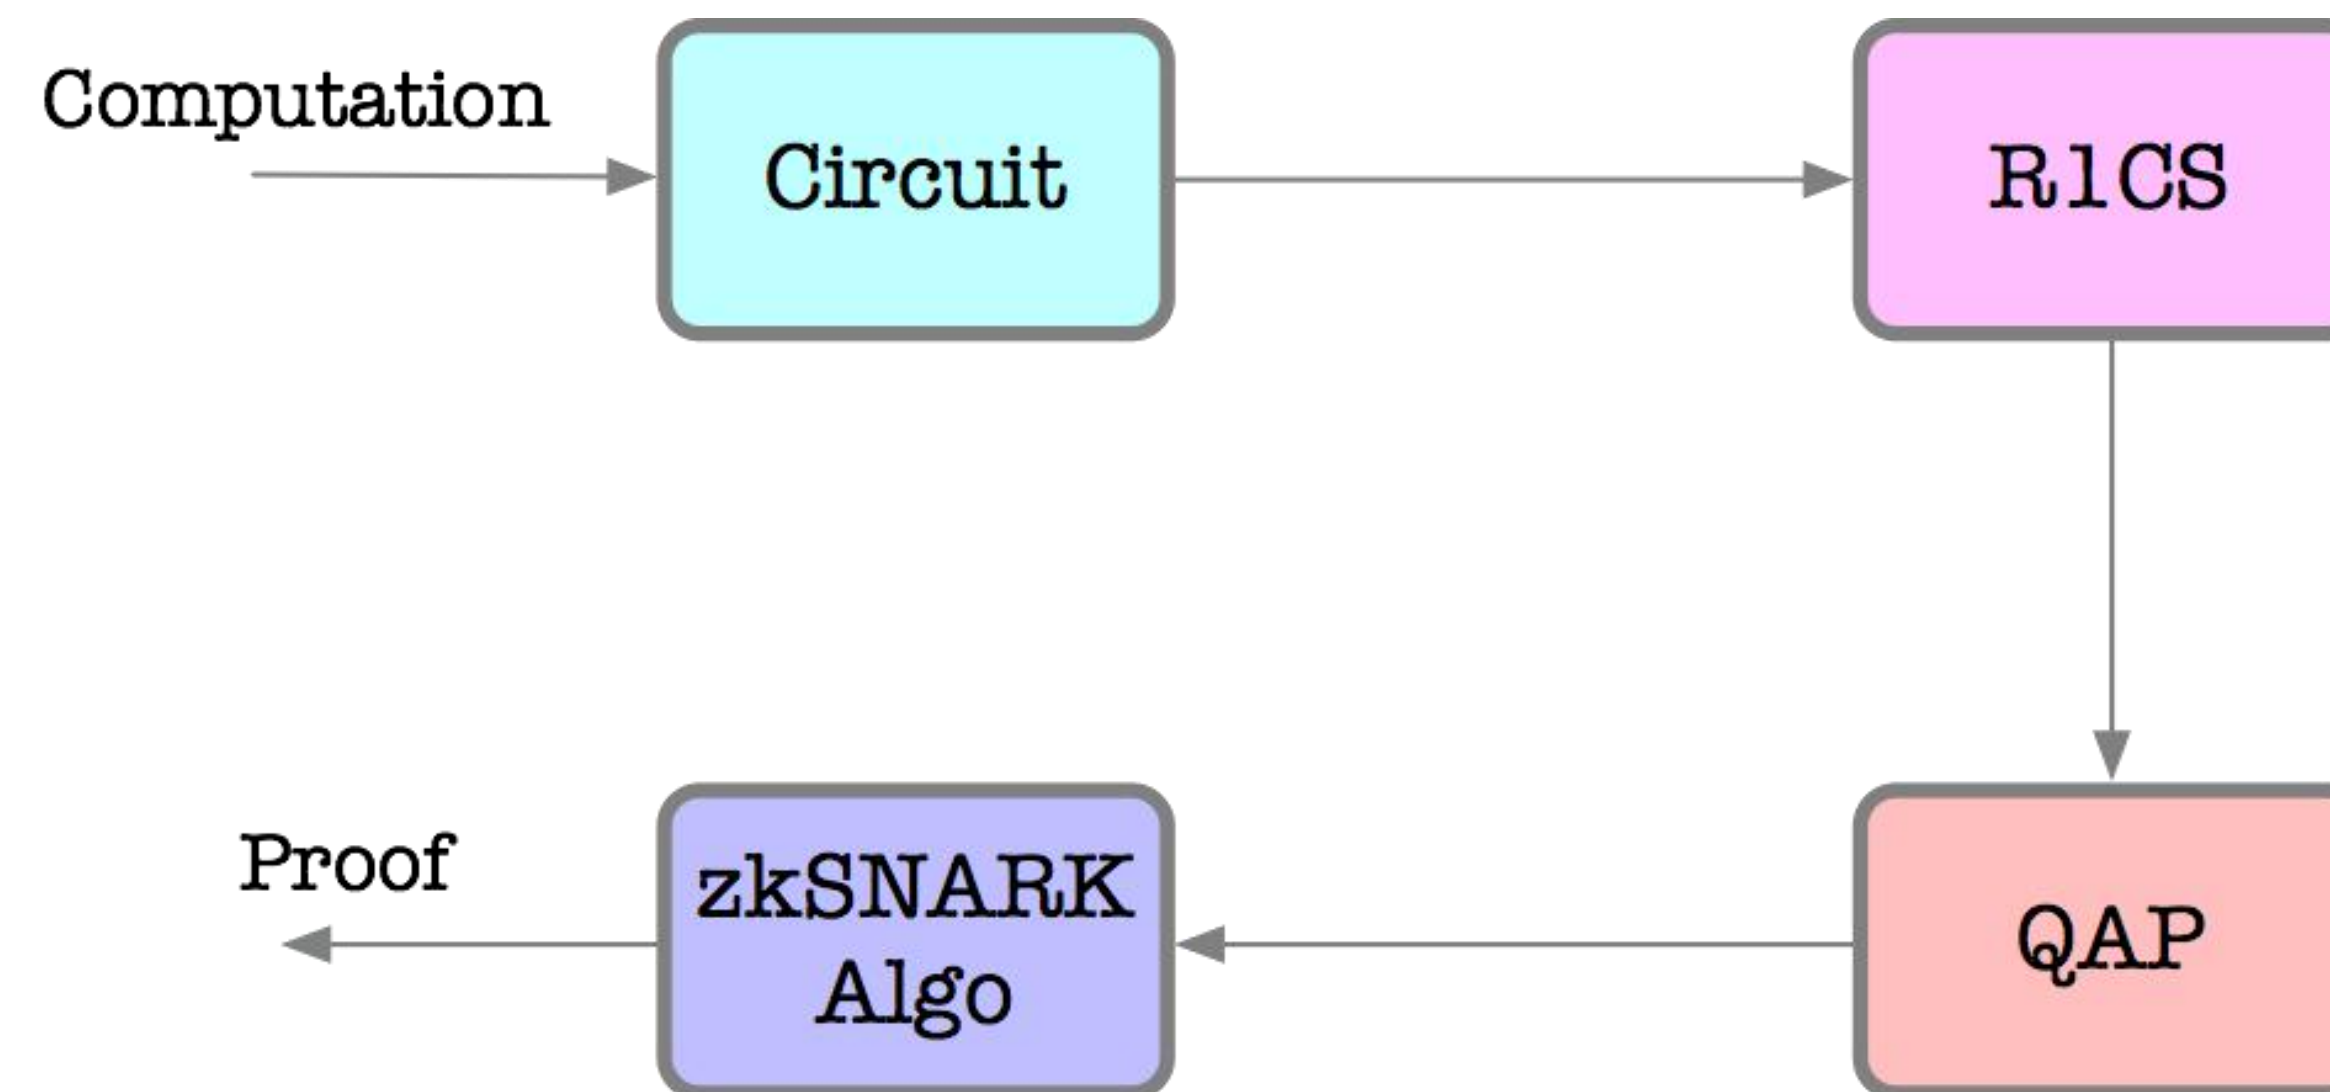 Computation
Circuit
R1CS
Proof
zkSNARK
Algo
QAP